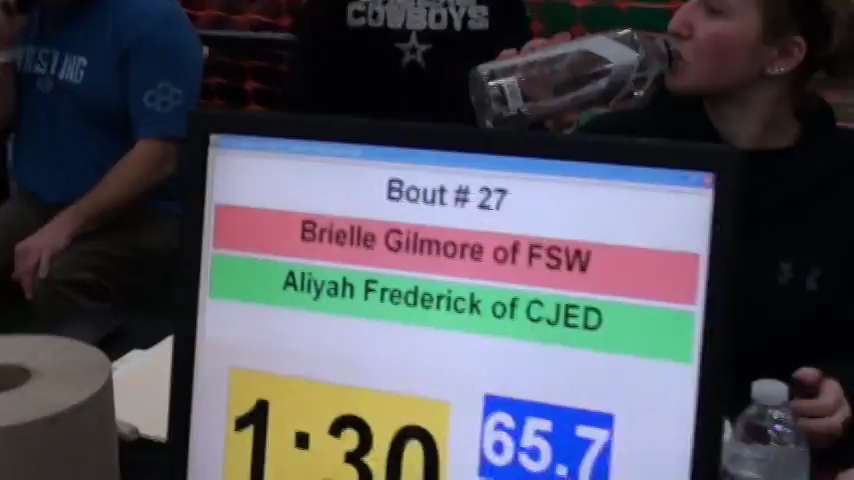 COWBOYS
Bout # 27
Brielle Gilmore of FSW
Aliyah Frederick of CJED
1:30
65.7